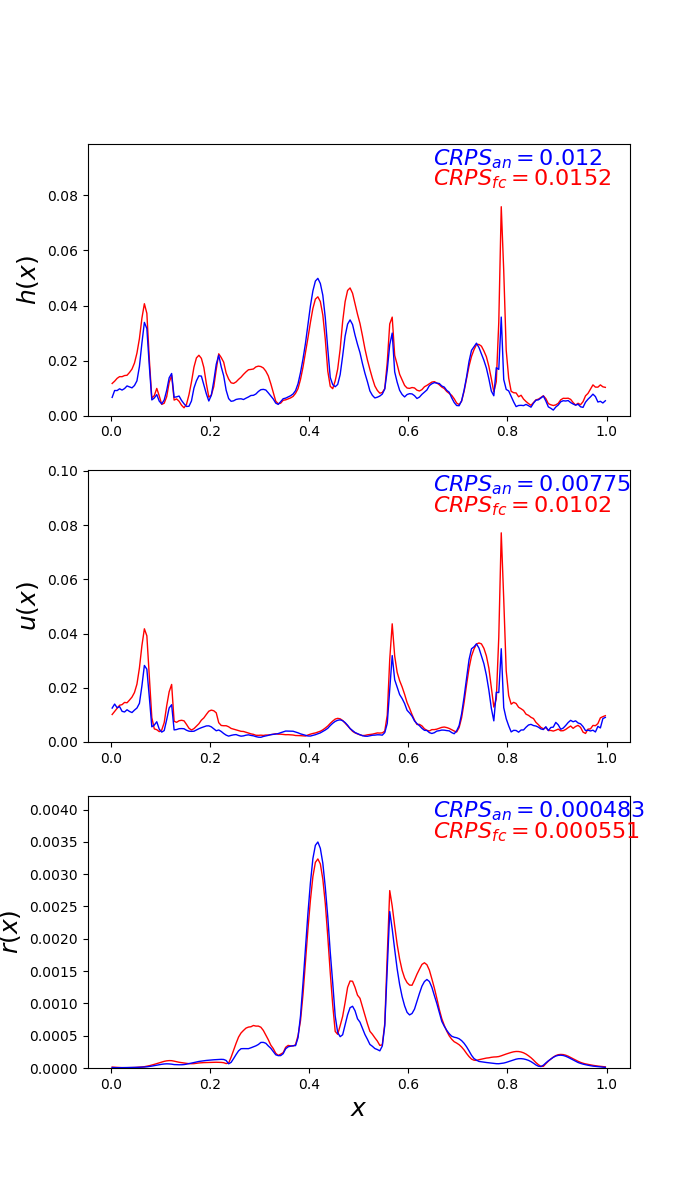 CRPS_an = 0.012
CRPS_fc = 0.0152
h(x)
0.08
0.06
0.04
0.02
0.00
0.0 0.2 0.4 0.6 0.8 1.0
CRPS_an = 0.00775
CRPS_fc = 0.0102
u(x)
0.10
0.08
0.06
0.04
0.02
0.00
0.0 0.2 0.4 0.6 0.8 1.0
CRPS_an = 0.000483
CRPS_fc = 0.000551
r(x)
0.0040
0.0035
0.0030
0.0025
0.0020
0.0015
0.0010
0.0005
0.0000
0.0 0.2 0.4 0.6 0.8 1.0
x